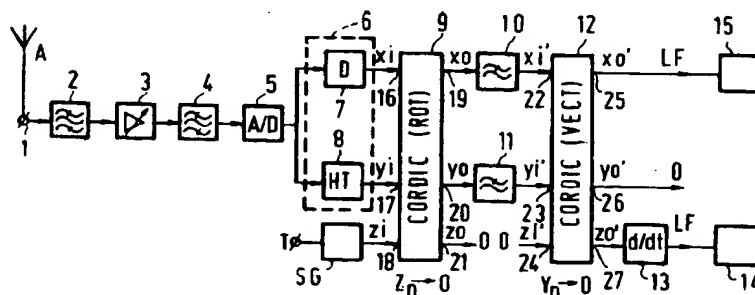 6 9 10 12 15
A 2 3 4 5 D xi xo xi' xo' LF
7 16 19 22 25
A/D CORDIC (ROT) CORDIC (VECT)
1 8 11
HT yi yo yi' yo' 0
17 20 23 26
T zi zo 0 0 zi' zo' d/dt LF
SG 18 21 24 27 13 14
Zn→0 Yn→0